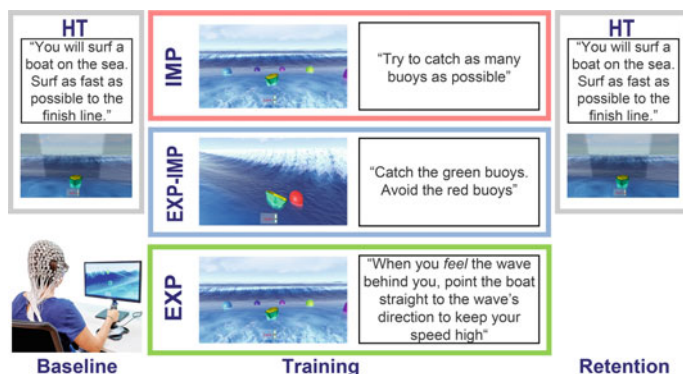 HT
“You will surf a
boat on the sea.
Surf as fast as
possible to the
finish line.”
IMP
“Try to catch as many
buoys as possible”
EXP-IMP
“Catch the green buoys.
Avoid the red buoys”
EXP
“When you feel the wave
behind you, point the boat
straight to the wave’s
direction to keep your
speed high“
HT
“You will surf a
boat on the sea.
Surf as fast as
possible to the
finish line.”
Baseline
Training
Retention